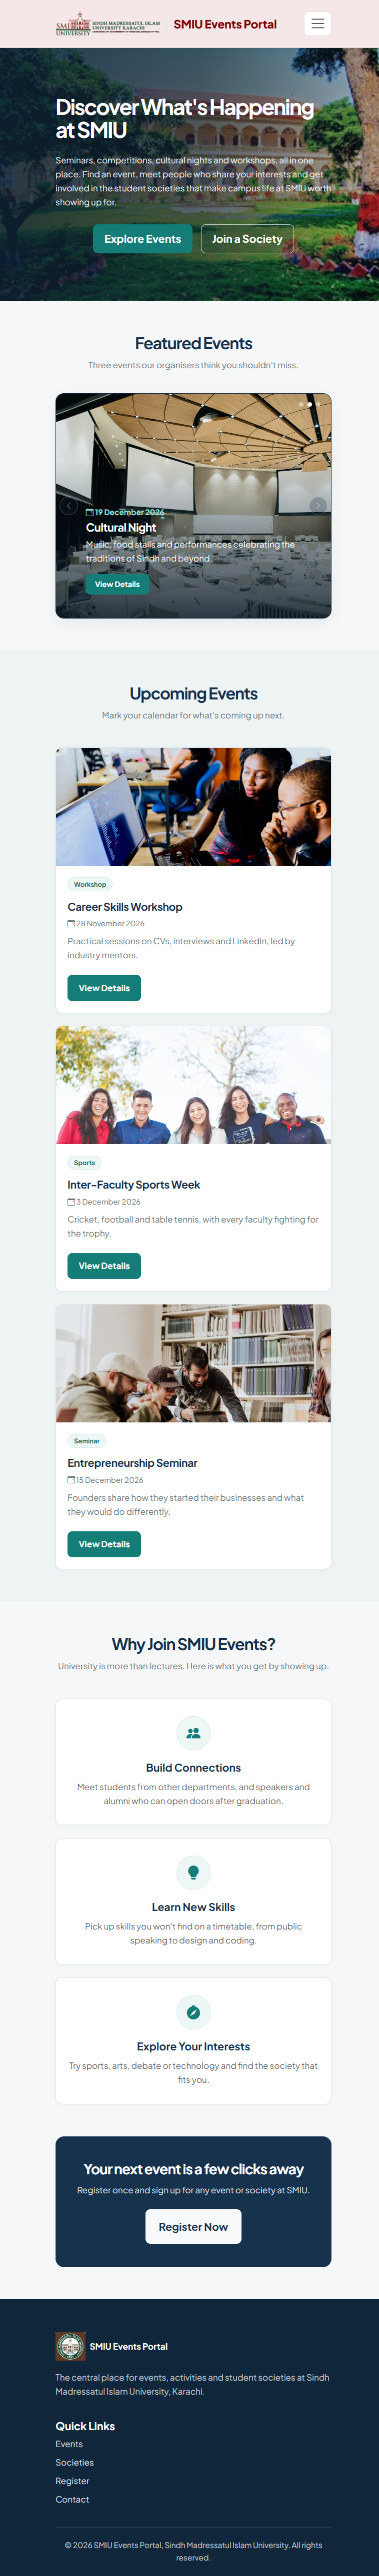 SINDH MADRESSATUL ISLAM
UNIVERSITY KARACHI
SMIU Events Portal
Discover What's Happening
at SMIU
Seminars, competitions, cultural nights and workshops, all in one
place. Find an event, meet people who share your interests and get
involved in the student societies that make campus life at SMIU worth
showing up for.
Explore Events
Join a Society
Featured Events
Three events our organisers think you shouldn't miss.
19 December 2026
Cultural Night
Music, food stalls and performances celebrating the
traditions of Sindh and beyond.
View Details
Upcoming Events
Mark your calendar for what's coming up next.
Workshop
Career Skills Workshop
28 November 2026
Practical sessions on CVs, interviews and LinkedIn, led by
industry mentors.
View Details
Sports
Inter-Faculty Sports Week
3 December 2026
Cricket, football and table tennis, with every faculty fighting for
the trophy.
View Details
Seminar
Entrepreneurship Seminar
15 December 2026
Founders share how they started their businesses and what
they would do differently.
View Details
Why Join SMIU Events?
University is more than lectures. Here is what you get by showing up.
Build Connections
Meet students from other departments, and speakers and
alumni who can open doors after graduation.
Learn New Skills
Pick up skills you won't find on a timetable, from public
speaking to design and coding.
Explore Your Interests
Try sports, arts, debate or technology and find the society that
fits you.
Your next event is a few clicks away
Register once and sign up for any event or society at SMIU.
Register Now
SMIU Events Portal
The central place for events, activities and student societies at Sindh
Madressatul Islam University, Karachi.
Quick Links
Events
Societies
Register
Contact
© 2026 SMIU Events Portal, Sindh Madressatul Islam University. All rights
reserved.